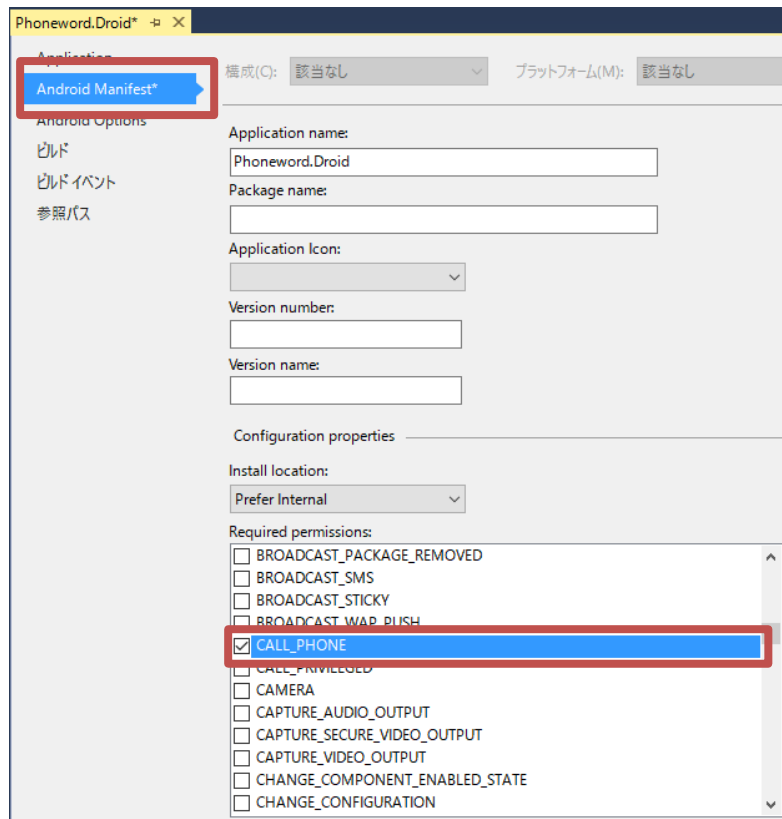 Phoneword.Droid*
Application
Android Manifest*
Android Options
ビルド
ビルド イベント
参照パス
構成(C): 該当なし プラットフォーム(M): 該当なし
Application name:
Phoneword.Droid
Package name:
Application Icon:
Version number:
Version name:
Configuration properties
Install location:
Prefer Internal
Required permissions:
BROADCAST_PACKAGE_REMOVED
BROADCAST_SMS
BROADCAST_STICKY
BROADCAST_WAP_PUSH
CALL_PHONE
CALL_PRIVILEGED
CAMERA
CAPTURE_AUDIO_OUTPUT
CAPTURE_SECURE_VIDEO_OUTPUT
CAPTURE_VIDEO_OUTPUT
CHANGE_COMPONENT_ENABLED_STATE
CHANGE_CONFIGURATION